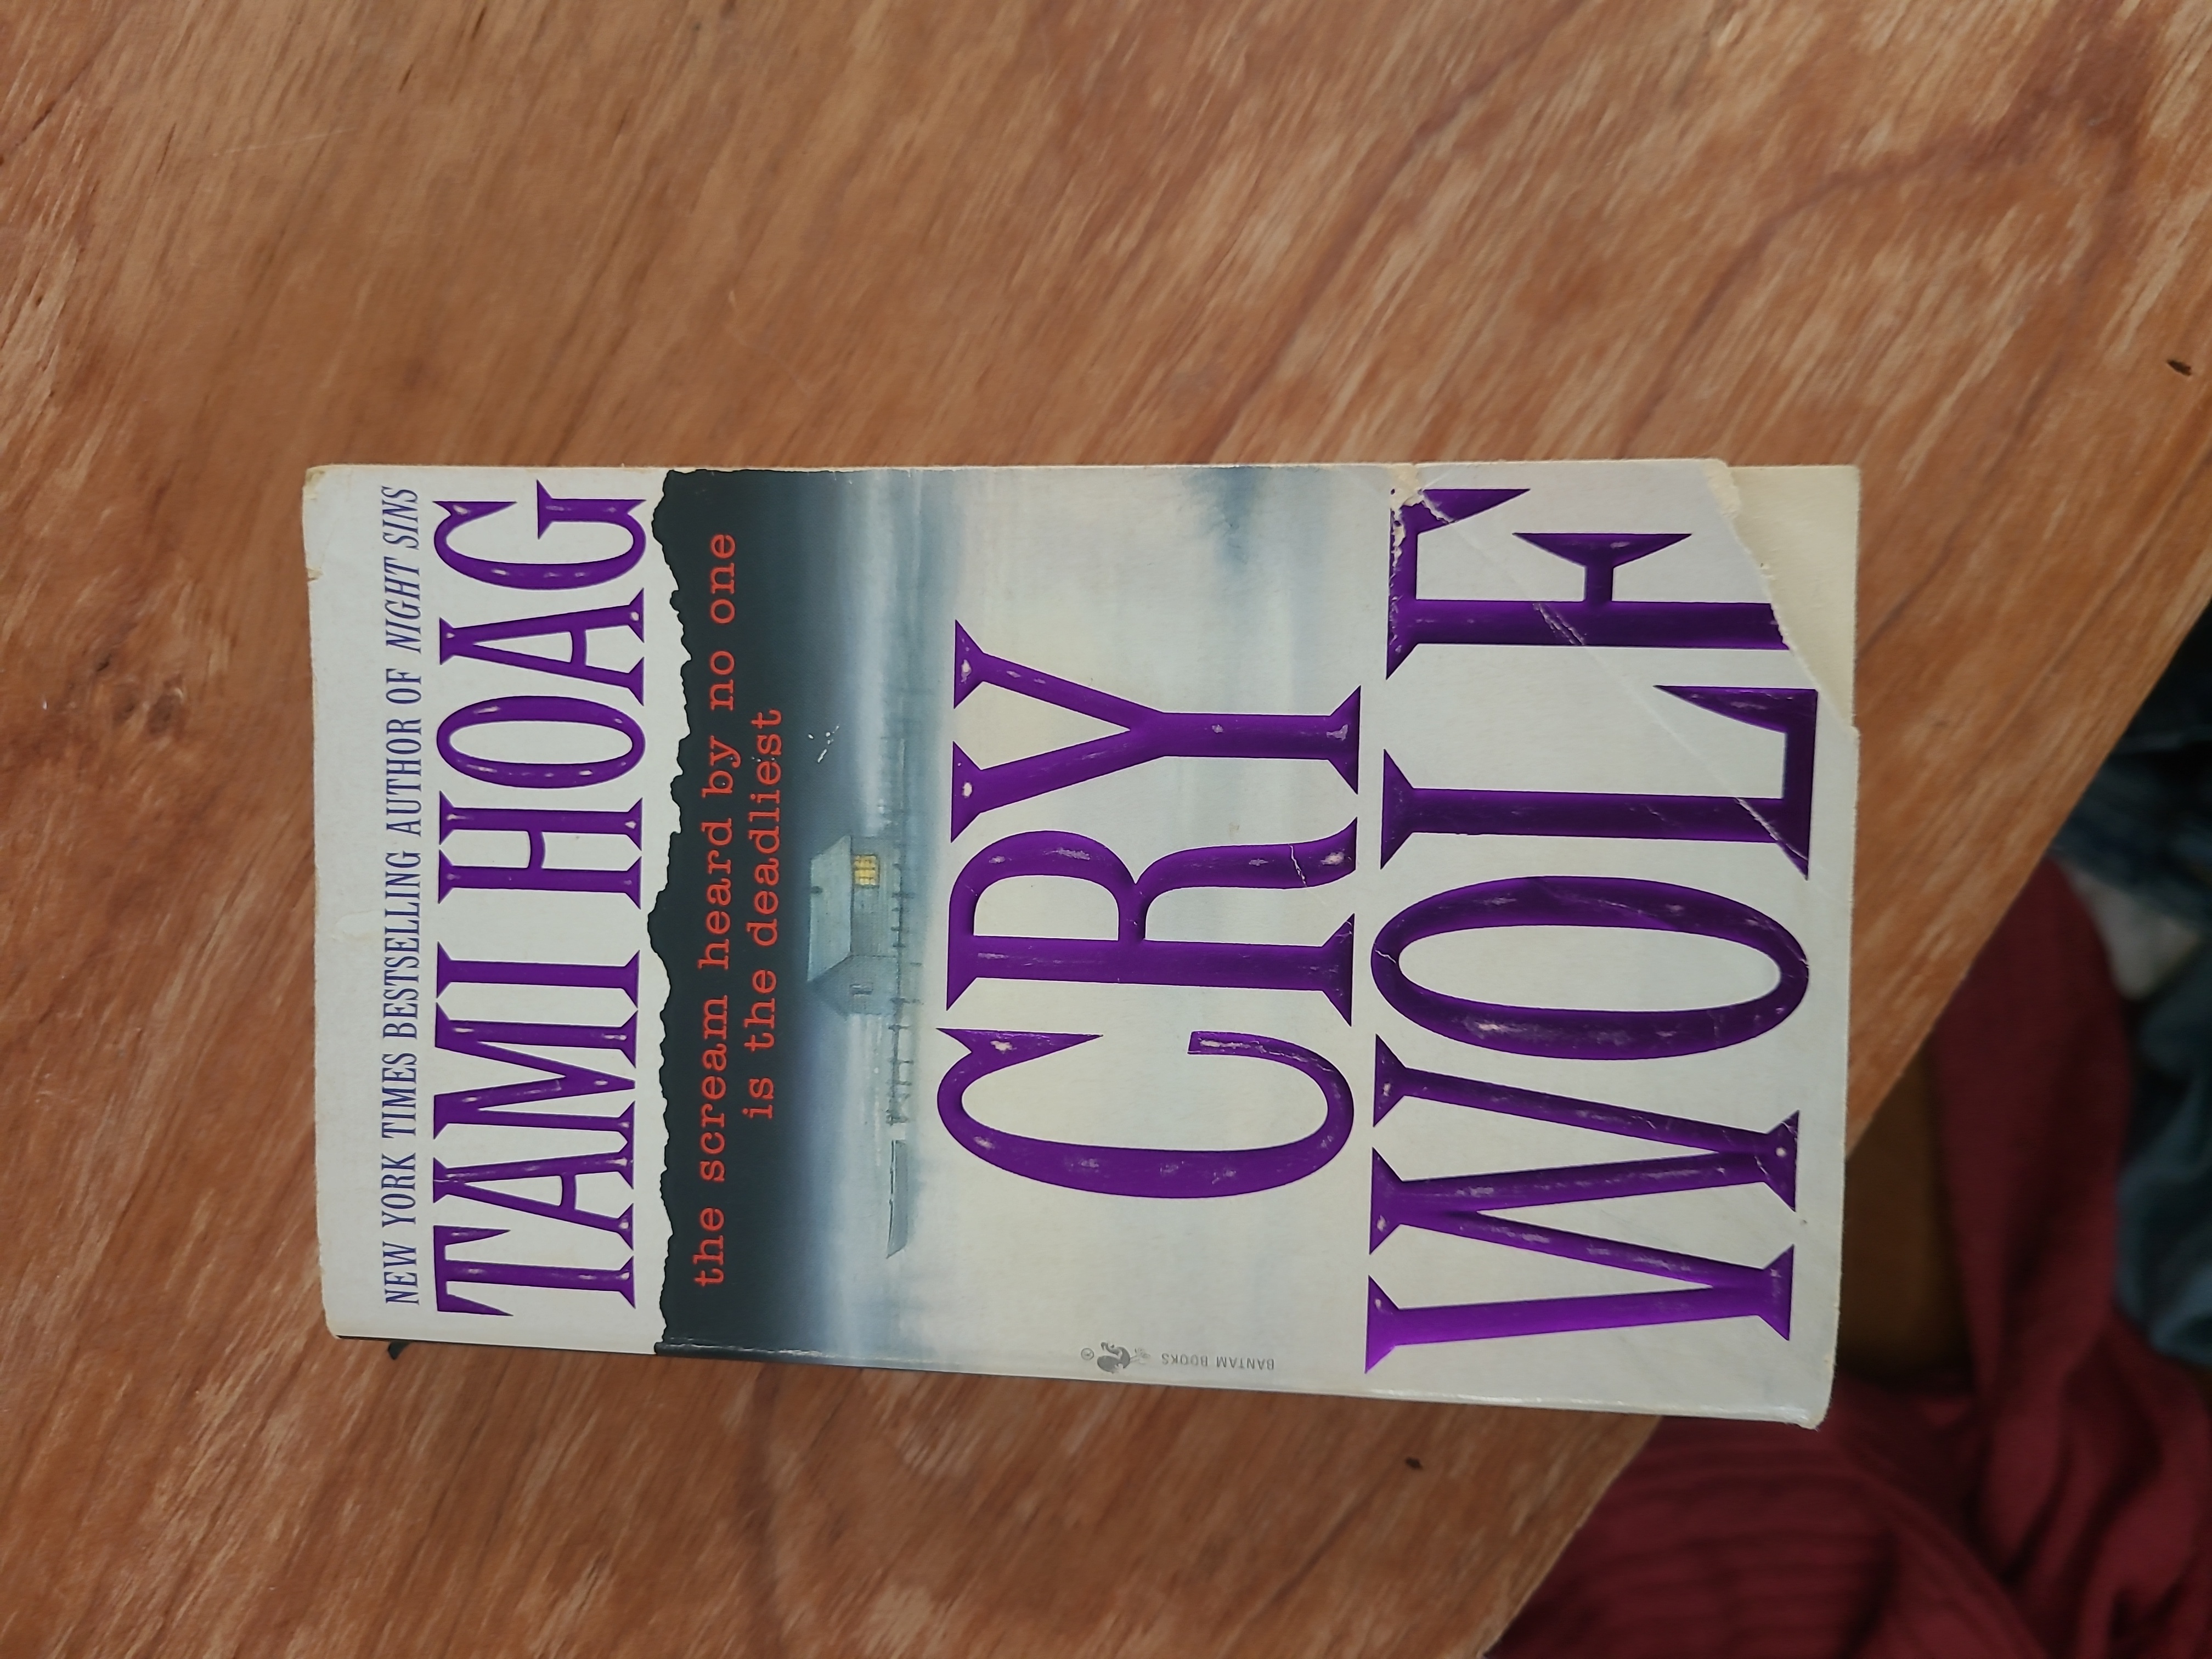 NEW YORK TIMES BESTSELLING AUTHOR OF NIGHT SINS
TAMI HOAG
the scream heard by no one
is the deadliest
CRY
WOLF
BANTAM BOOKS
®